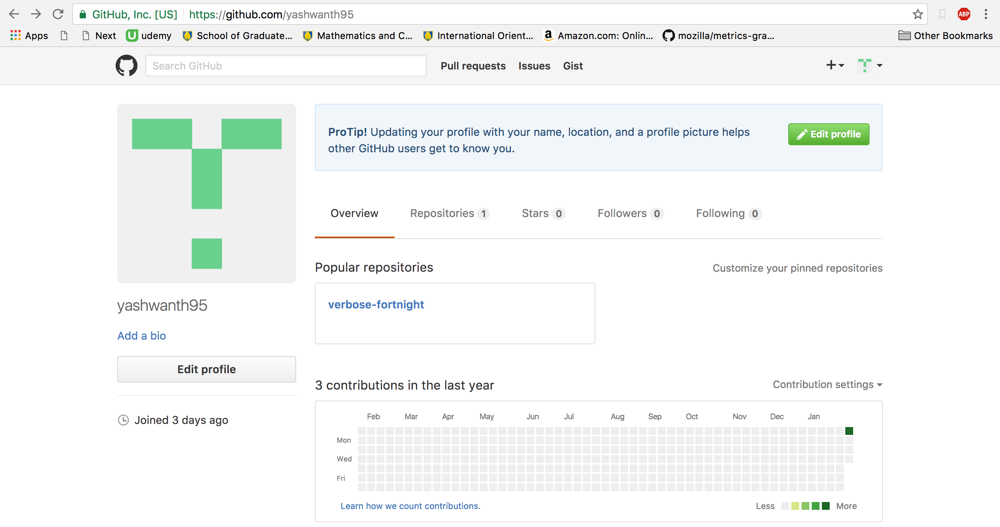 GitHub, Inc. [US] https://github.com/yashwanth95
ABP
Apps Next udemy School of Graduate... Mathematics and C... International Orient... Amazon.com: Onlin... mozilla/metrics-gra... Other Bookmarks
Search GitHub Pull requests Issues Gist
ProTip! Updating your profile with your name, location, and a profile picture helps
other GitHub users get to know you.
Edit profile
Overview Repositories 1 Stars 0 Followers 0 Following 0
Popular repositories Customize your pinned repositories
verbose-fortnight
yashwanth95
Add a bio
Edit profile
Joined 3 days ago
3 contributions in the last year Contribution settings
Feb Mar Apr May Jun Jul Aug Sep Oct Nov Dec Jan
Mon
Wed
Fri
Learn how we count contributions. Less More